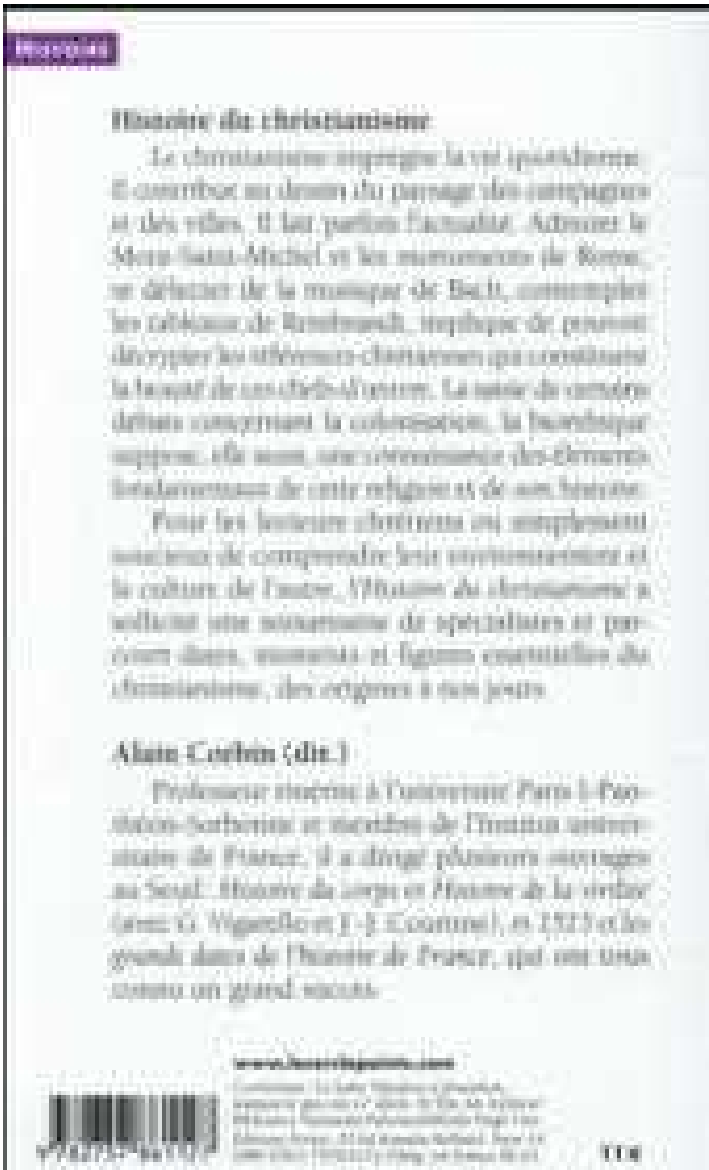 Histoire
Histoire du christianisme
Le christianisme imprègne la vie quotidienne.
Il contribue au dessin du paysage des campagnes
et des villes. Il fait parfois l'actualité. Admirer le
Mont-Saint-Michel et les monuments de Rome,
se délecter de la musique de Bach, contempler
les tableaux de Rembrandt, implique de pouvoir
décrypter les références chrétiennes qui constituent
la beauté de ces chefs-d'œuvre. La saisie de certains
débats concernant la colonisation, la bioéthique
suppose, elle aussi, une connaissance des éléments
fondamentaux de cette religion et de son histoire.
Pour les lecteurs chrétiens ou simplement
soucieux de comprendre leur environnement et
la culture de l'autre, l'Histoire du christianisme a
sollicité une soixantaine de spécialistes et par-
court dates, moments et figures essentielles du
christianisme, des origines à nos jours.
Alain Corbin (dir.)
Professeur émérite à l'université Paris I-Pan-
théon-Sorbonne et membre de l'Institut univer-
sitaire de France, il a dirigé plusieurs ouvrages
au Seuil : Histoire du corps et Histoire de la virilité
(avec G. Vigarello et J.-J. Courtine), et 1515 et les
grandes dates de l'histoire de France, qui ont tous
connu un grand succès.